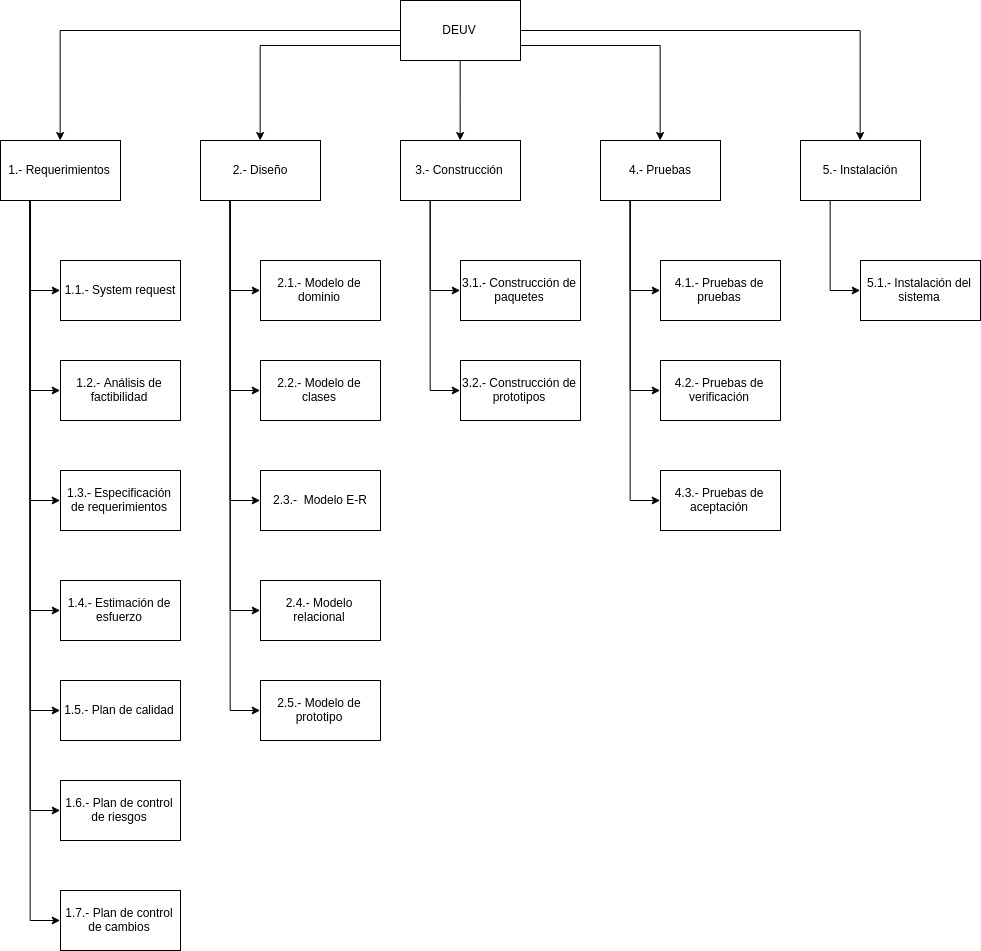 DEUV
1.- Requerimientos
2.- Diseño
3.- Construcción
4.- Pruebas
5.- Instalación
1.1.- System request
1.2.- Análisis de
factibilidad
1.3.- Especificación
de requerimientos
1.4.- Estimación de
esfuerzo
1.5.- Plan de calidad
1.6.- Plan de control
de riesgos
1.7.- Plan de control
de cambios
2.1.- Modelo de
dominio
2.2.- Modelo de
clases
2.3.- Modelo E-R
2.4.- Modelo
relacional
2.5.- Modelo de
prototipo
3.1.- Construcción de
paquetes
3.2.- Construcción de
prototipos
4.1.- Pruebas de
pruebas
4.2.- Pruebas de
verificación
4.3.- Pruebas de
aceptación
5.1.- Instalación del
sistema